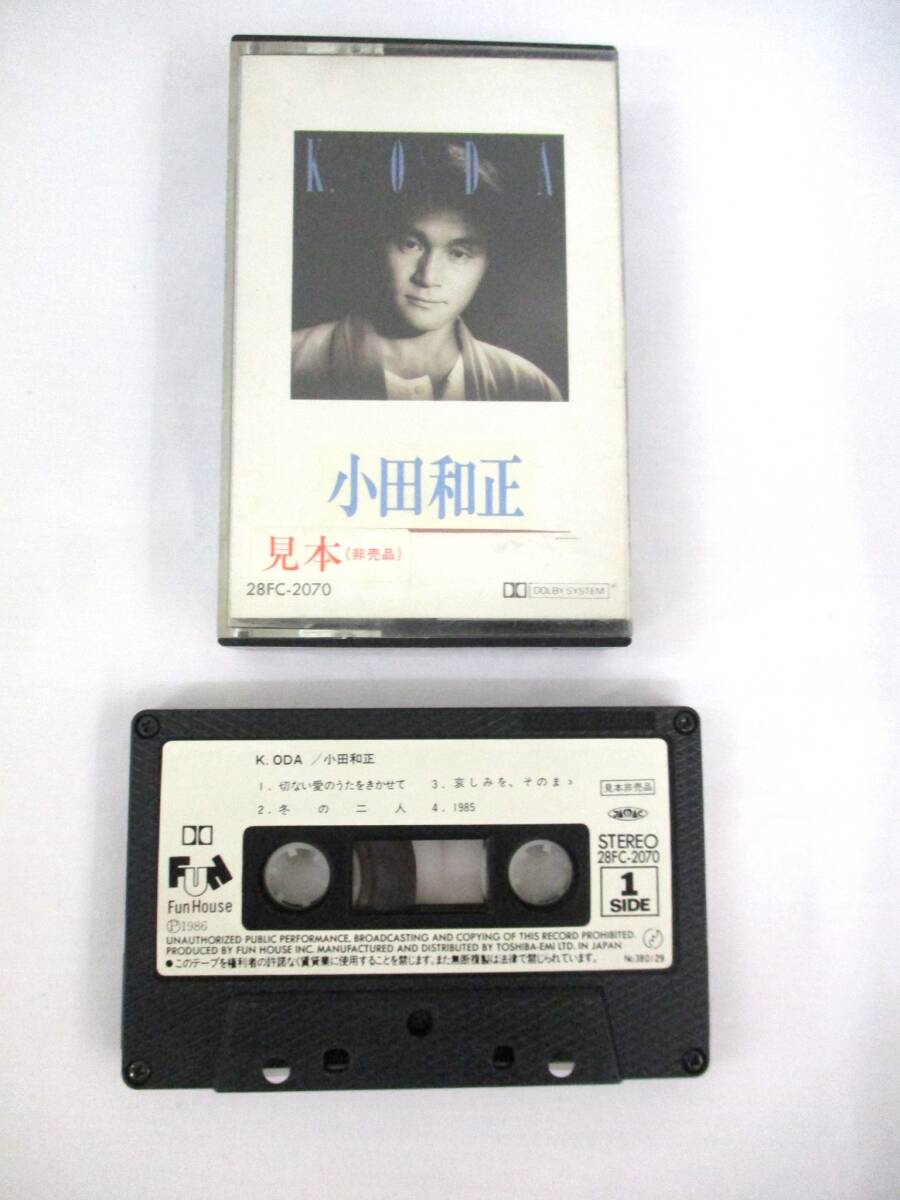 K. ODA
小田和正
見本(非売品)
28FC-2070
DOLBY SYSTEM
K. ODA /小田和正
1. 切ない愛のうたをきかせて
2. 冬の二人
3. 哀しみを、そのまゝ
4. 1985
見本非売品
STEREO
28FC-2070
1
SIDE
Fun
Fun House
Ⓟ1986
UNAUTHORIZED PUBLIC PERFORMANCE, BROADCASTING AND COPYING OF THIS RECORD PROHIBITED.
PRODUCED BY FUN HOUSE INC. MANUFACTURED AND DISTRIBUTED BY TOSHIBA-EMI LTD. IN JAPAN
●このテープを権利者の許諾なく賃貸業に使用することを禁じます。また無断複製は法律で禁じられています。
No.380129